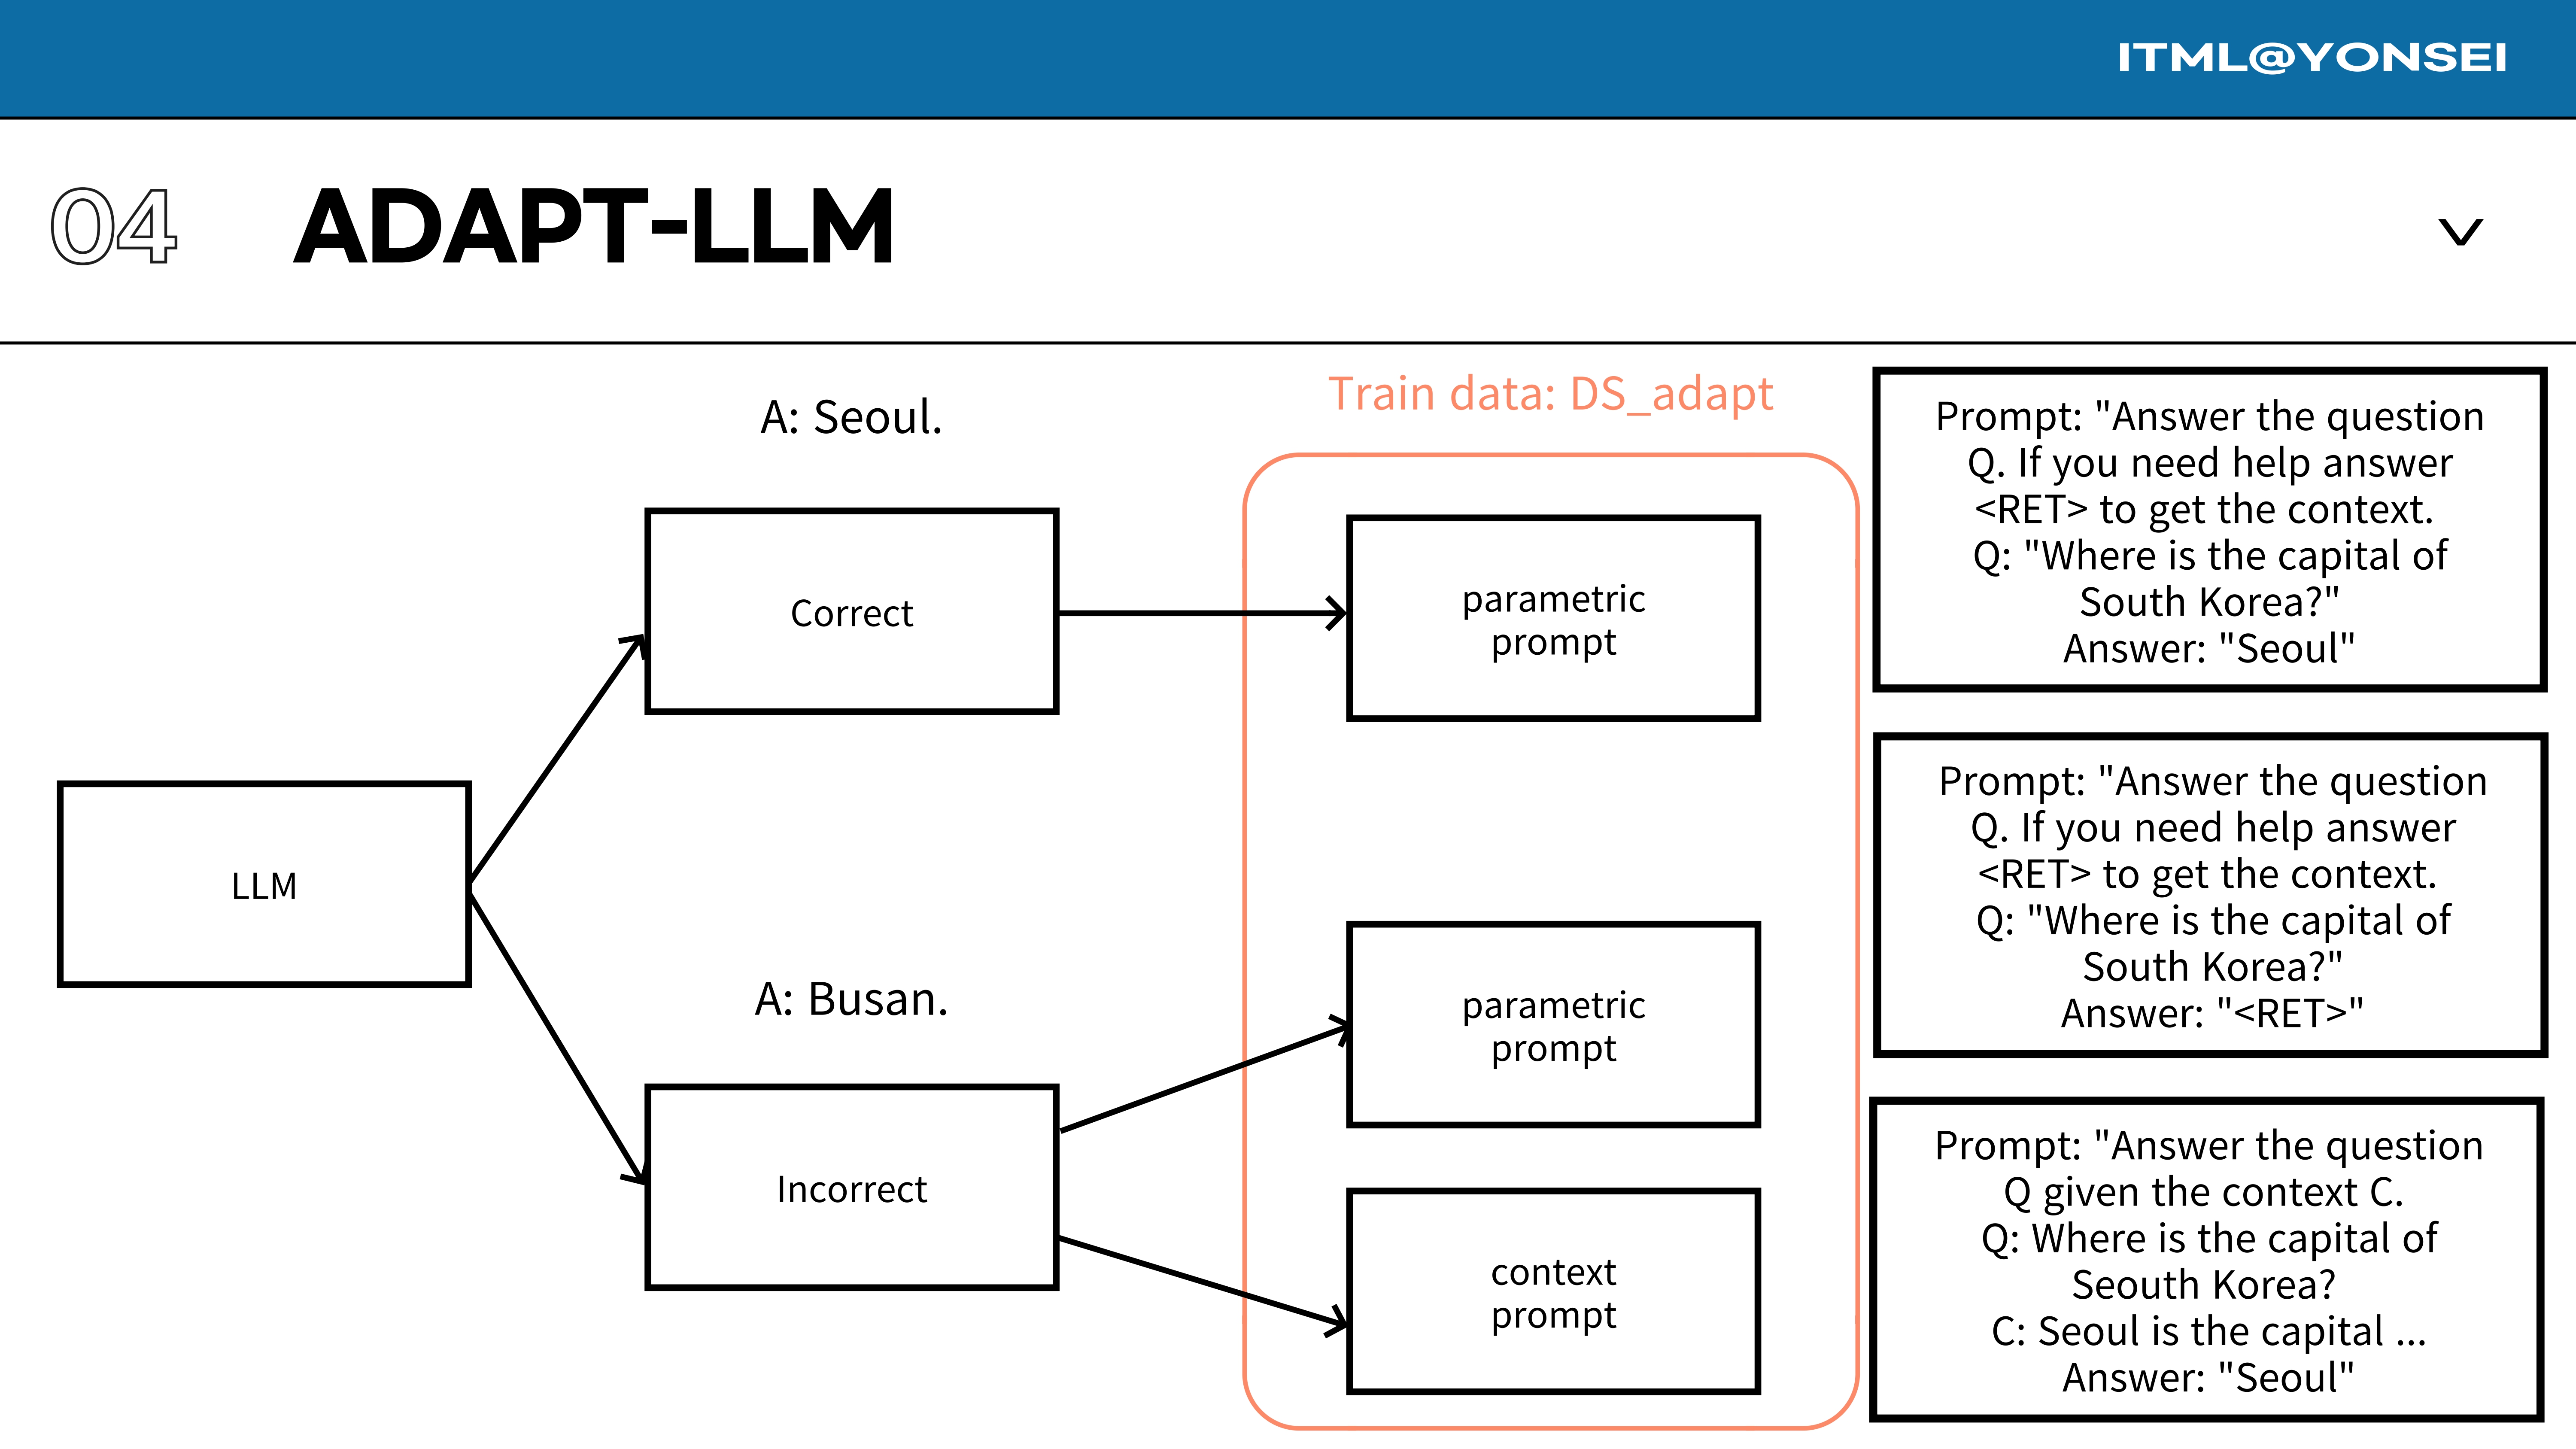 ITML@YONSEI
04
ADAPT-LLM
A: Seoul.
Train data: DS_adapt
Correct
parametric
prompt
LLM
A: Busan.
Incorrect
parametric
prompt
context
prompt
Prompt: "Answer the question
Q. If you need help answer
<RET> to get the context.
Q: "Where is the capital of
South Korea?"
Answer: "Seoul"
Prompt: "Answer the question
Q. If you need help answer
<RET> to get the context.
Q: "Where is the capital of
South Korea?"
Answer: "<RET>"
Prompt: "Answer the question
Q given the context C.
Q: Where is the capital of
Seouth Korea?
C: Seoul is the capital ...
Answer: "Seoul"